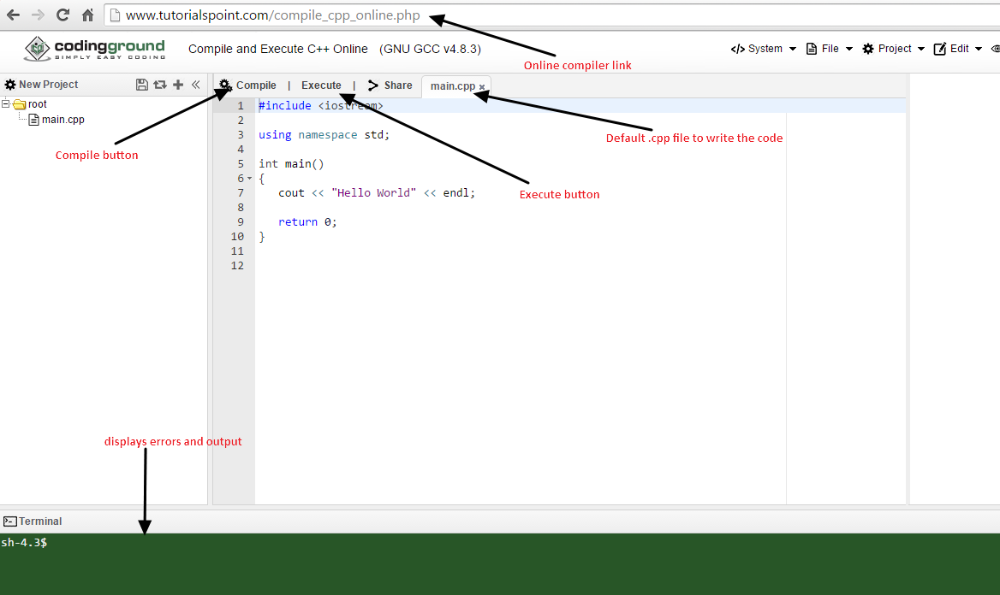 www.tutorialspoint.com/compile_cpp_online.php
codingground
SIMPLY EASY CODING
Compile and Execute C++ Online (GNU GCC v4.8.3)
</> System
File
Project
Edit
Online compiler link
New Project
Compile | Execute | Share
main.cpp ×
root
main.cpp
Compile button
Default .cpp file to write the code
Execute button
1 #include <iostream>
2
3 using namespace std;
4
5 int main()
6 {
7 cout << "Hello World" << endl;
8
9 return 0;
10 }
11
12
displays errors and output
Terminal
sh-4.3$